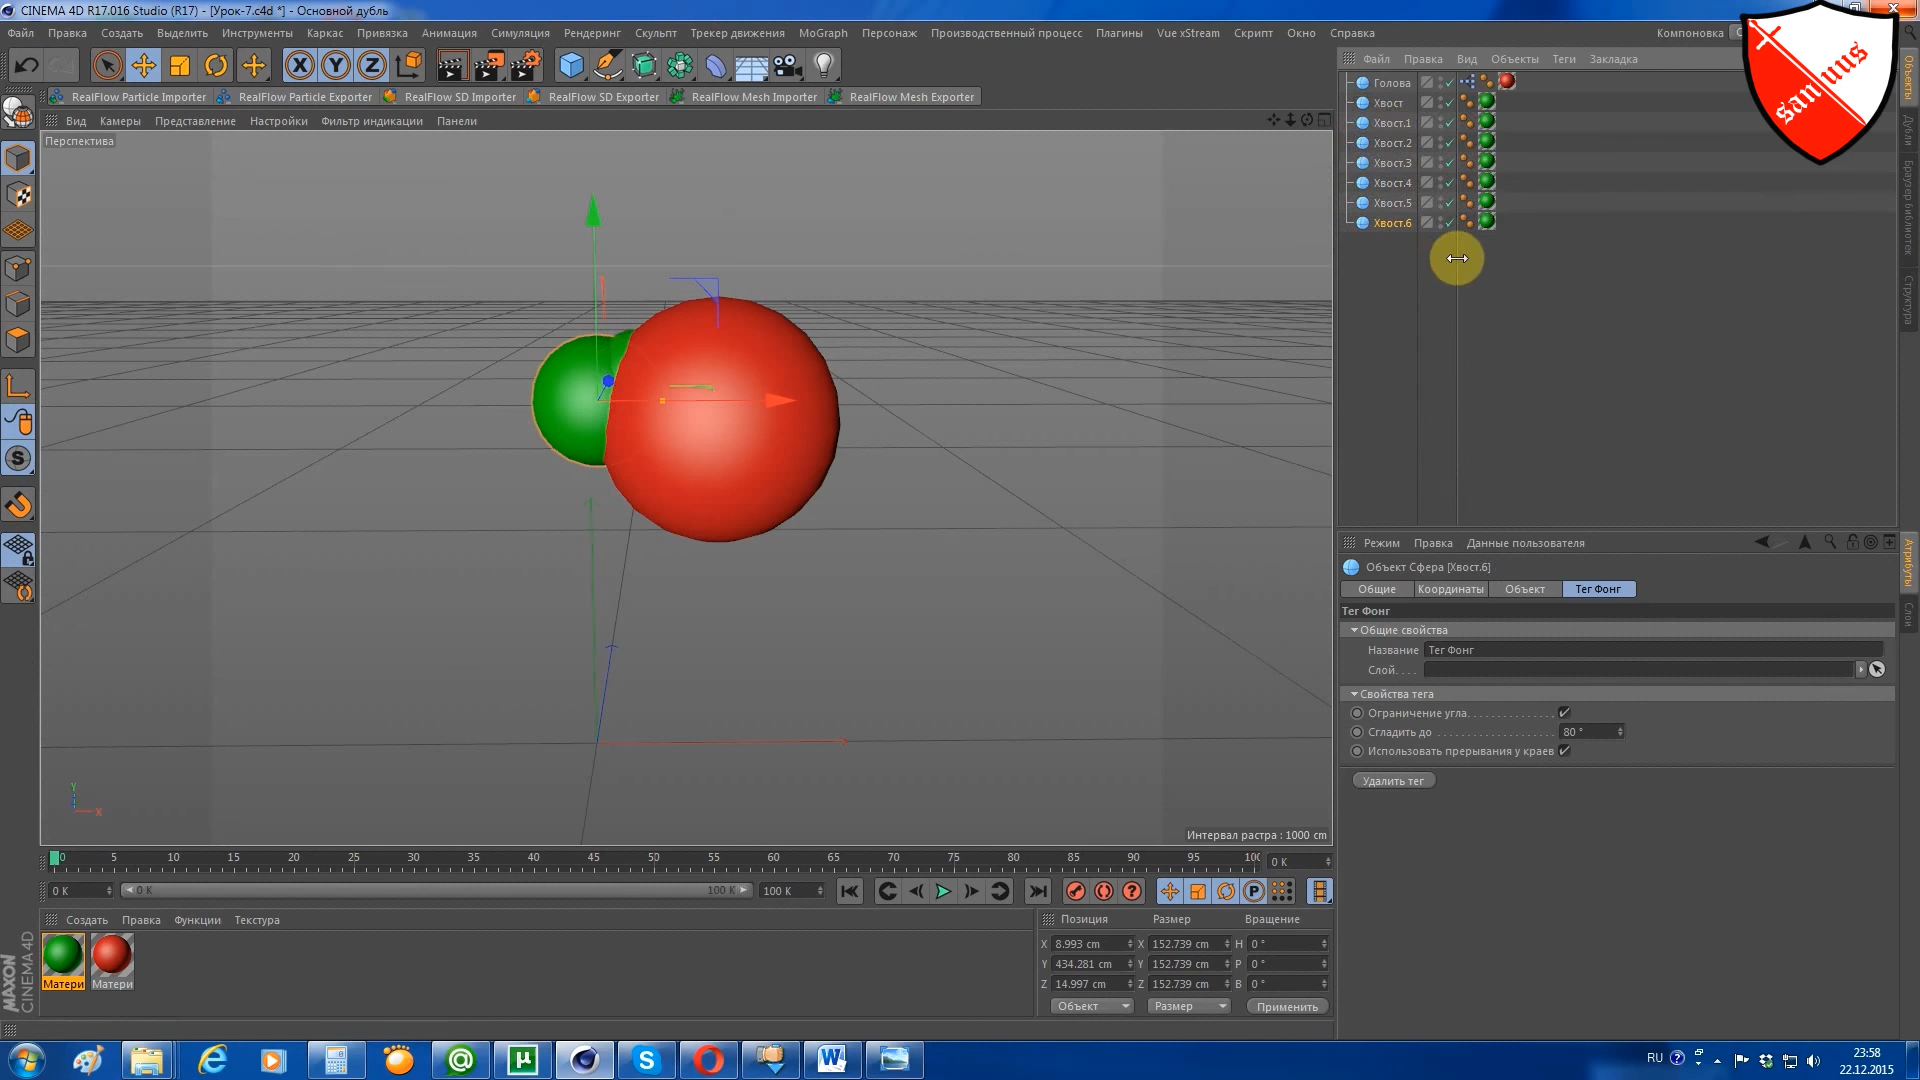 CINEMA 4D R17.016 Studio (R17) - [Урок-7.c4d *] - Основной дубль
Файл Правка Создать Выделить Инструменты Каркас Привязка Анимация Симуляция Рендеринг Скульпт Трекер движения MoGraph Персонаж Производственный процесс Плагины Vue xStream Скрипт Окно Справка Компоновка
RealFlow Particle Importer RealFlow Particle Exporter RealFlow SD Importer RealFlow SD Exporter RealFlow Mesh Importer RealFlow Mesh Exporter
Вид Камеры Представление Настройки Фильтр индикации Панели
Перспектива
Y
X
Интервал растра : 1000 cm
Файл Правка Вид Объекты Теги Закладка
Голова
Хвост
Хвост.1
Хвост.2
Хвост.3
Хвост.4
Хвост.5
Хвост.6
sanuus
Объекты
Дубли
Браузер библиотек
Структура
Режим Правка Данные пользователя
Объект Сфера [Хвост.6]
Общие Координаты Объект Тег Фонг
Тег Фонг
Общие свойства
Название Тег Фонг
Слой. . . .
Свойства тега
Ограничение угла
Сгладить до 80 °
Использовать прерывания у краев
Удалить тег
Атрибуты
Слои
0 5 10 15 20 25 30 35 40 45 50 55 60 65 70 75 80 85 90 95 100 0 K
0 K 0 K 100 K 100 K
Создать Правка Функции Текстура
Матери Матери
Позиция Размер Вращение
X 8.993 cm X 152.739 cm H 0 °
Y 434.281 cm Y 152.739 cm P 0 °
Z 14.997 cm Z 152.739 cm B 0 °
Объект Размер Применить
MAXON
CINEMA 4D
RU
23:58
22.12.2015